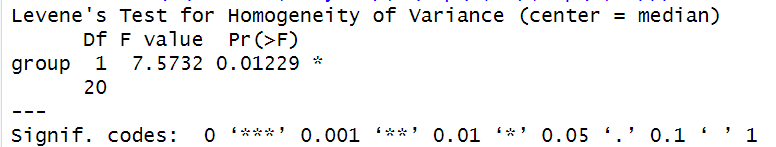 Levene's Test for Homogeneity of Variance (center = median)
      Df F value  Pr(>F)
group  1  7.5732 0.01229 *
      20
---
Signif. codes:  0 ‘***’ 0.001 ‘**’ 0.01 ‘*’ 0.05 ‘.’ 0.1 ‘ ’ 1